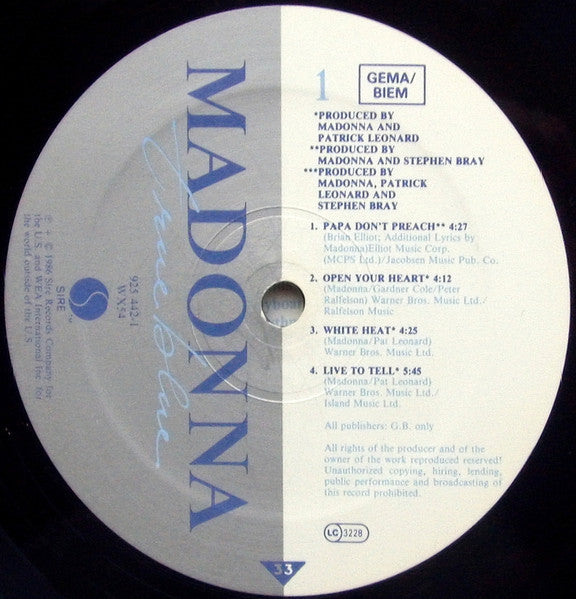 MADONNA
True blue
℗ + © 1986 Sire Records Company for
the U.S. and WEA International Inc. for
the world outside of the U.S.
SIRE™
925 442-1
WX54
1
GEMA/
BIEM
*PRODUCED BY
MADONNA AND
PATRICK LEONARD
**PRODUCED BY
MADONNA AND STEPHEN BRAY
***PRODUCED BY
MADONNA, PATRICK
LEONARD AND
STEPHEN BRAY
1. PAPA DON'T PREACH** 4:27
(Brian Elliot; Additional Lyrics by
Madonna)Elliot Music Corp.
(MCPS Ltd.)/Jacobsen Music Pub. Co.
2. OPEN YOUR HEART* 4:12
(Madonna/Gardner Cole/Peter
Ralfelson) Warner Bros. Music Ltd./
Ralfelson Music
3. WHITE HEAT* 4:25
(Madonna/Pat Leonard)
Warner Bros. Music Ltd.
4. LIVE TO TELL* 5:45
(Madonna/Pat Leonard)
Warner Bros. Music Ltd./
Island Music Ltd.
All publishers: G.B. only
All rights of the producer and of the
owner of the work reproduced reserved!
Unauthorized copying, hiring, lending,
public performance and broadcasting of
this record prohibited.
LC 3228
33